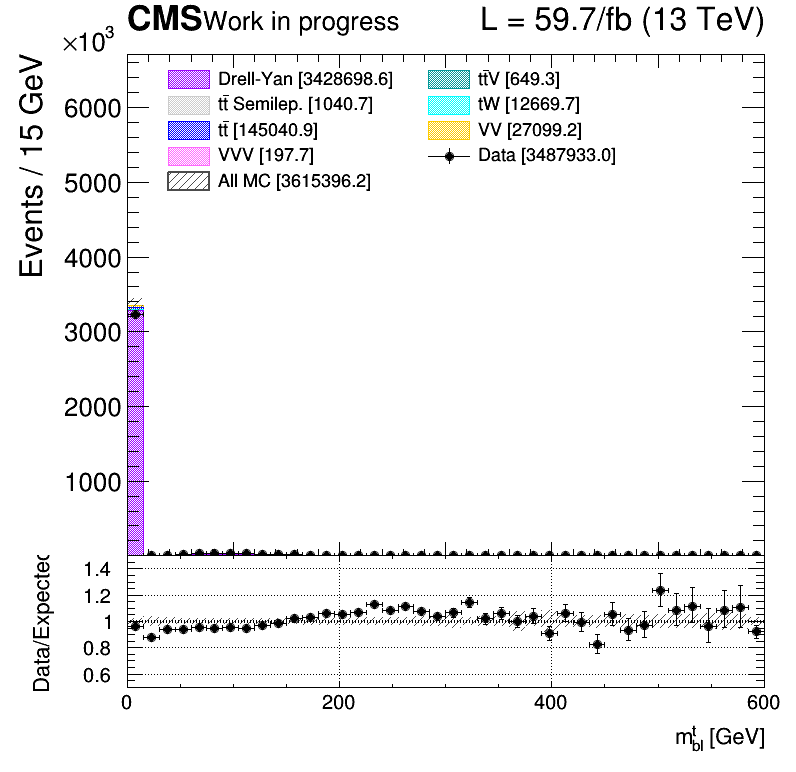 CMS Work in progress L = 59.7/fb (13 TeV)
×10³
Events / 15 GeV
Drell-Yan [3428698.6] tt̄V [649.3]
tt̄ Semilep. [1040.7] tW [12669.7]
tt̄ [145040.9] VV [27099.2]
VVV [197.7] Data [3487933.0]
All MC [3615396.2]
6000
5000
4000
3000
2000
1000
Data/Expected
1.4
1.2
1
0.8
0.6
0 200 400 600
m^t_bl [GeV]